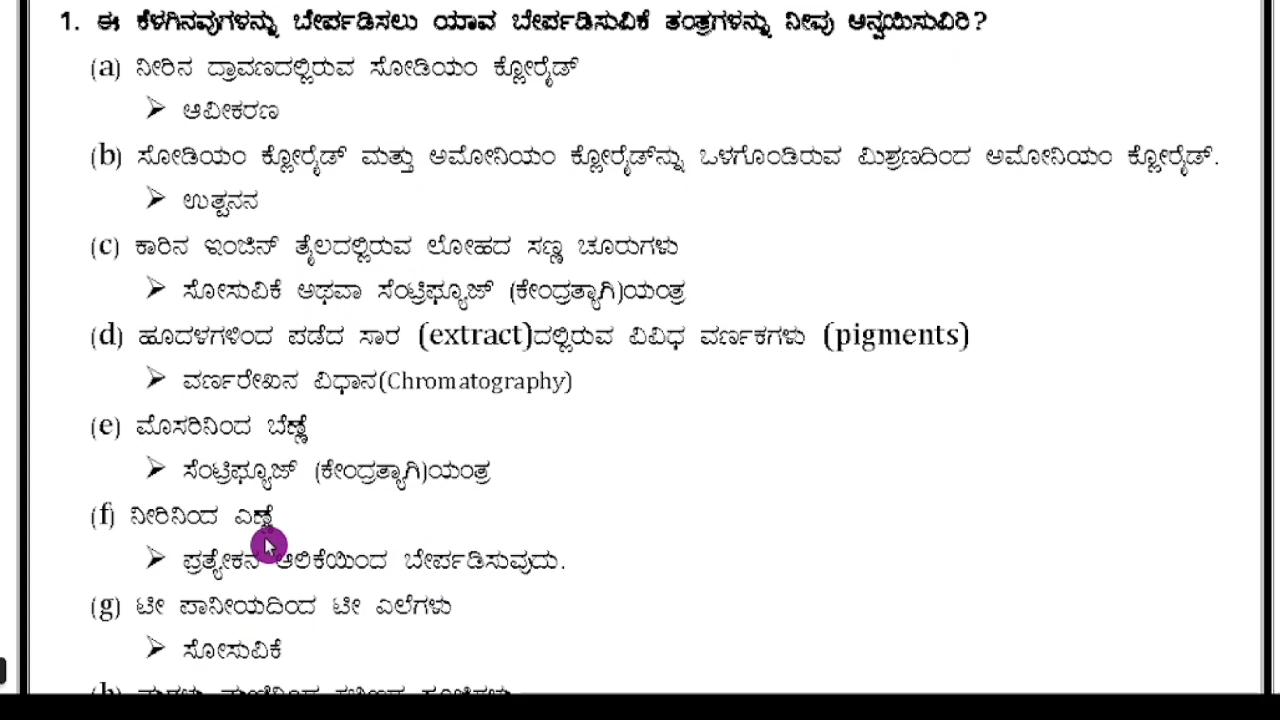 1. ಈ ಕೆಳಗಿನವುಗಳನ್ನು ಬೇರ್ಪಡಿಸಲು ಯಾವ ಬೇರ್ಪಡಿಸುವಿಕೆ ತಂತ್ರಗಳನ್ನು ನೀವು ಅನ್ವಯಿಸುವಿರಿ?
(a) ನೀರಿನ ದ್ರಾವಣದಲ್ಲಿರುವ ಸೋಡಿಯಂ ಕ್ಲೋರೈಡ್
➢ ಆವೀಕರಣ
(b) ಸೋಡಿಯಂ ಕ್ಲೋರೈಡ್ ಮತ್ತು ಅಮೋನಿಯಂ ಕ್ಲೋರೈಡ್‌ನ್ನು ಒಳಗೊಂಡಿರುವ ಮಿಶ್ರಣದಿಂದ ಅಮೋನಿಯಂ ಕ್ಲೋರೈಡ್.
➢ ಉತ್ಪನನ
(c) ಕಾರಿನ ಇಂಜಿನ್ ತೈಲದಲ್ಲಿರುವ ಲೋಹದ ಸಣ್ಣ ಚೂರುಗಳು
➢ ಸೋಸುವಿಕೆ ಅಥವಾ ಸೆಂಟ್ರಿಫ್ಯೂಜ್ (ಕೇಂದ್ರತ್ಯಾಗಿ)ಯಂತ್ರ
(d) ಹೂದಳಗಳಿಂದ ಪಡೆದ ಸಾರ (extract)ದಲ್ಲಿರುವ ವಿವಿಧ ವರ್ಣಕಗಳು (pigments)
➢ ವರ್ಣರೇಖನ ವಿಧಾನ(Chromatography)
(e) ಮೊಸರಿನಿಂದ ಬೆಣ್ಣೆ
➢ ಸೆಂಟ್ರಿಫ್ಯೂಜ್ (ಕೇಂದ್ರತ್ಯಾಗಿ)ಯಂತ್ರ
(f) ನೀರಿನಿಂದ ಎಣ್ಣೆ
➢ ಪ್ರತ್ಯೇಕನ ಆಲಿಕೆಯಿಂದ ಬೇರ್ಪಡಿಸುವುದು.
(g) ಟೀ ಪಾನೀಯದಿಂದ ಟೀ ಎಲೆಗಳು
➢ ಸೋಸುವಿಕೆ